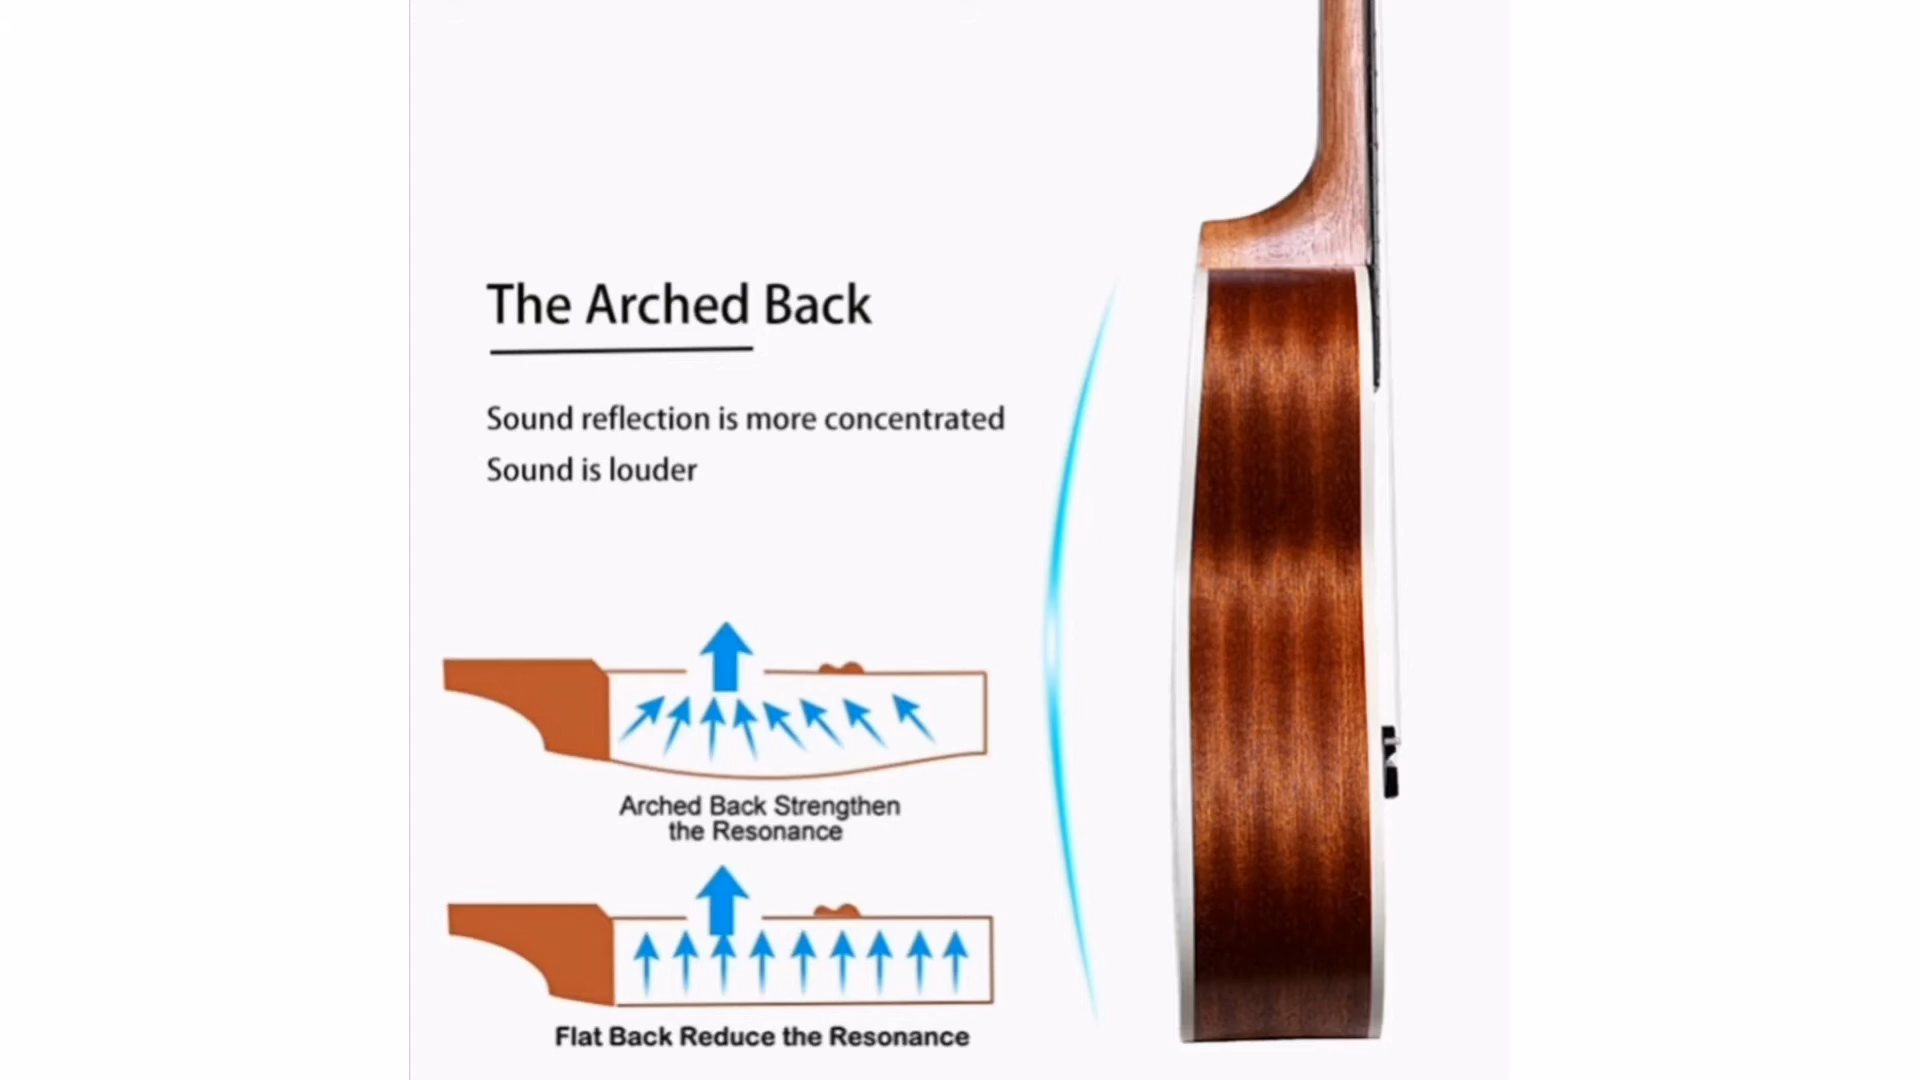 The Arched Back
Sound reflection is more concentrated
Sound is louder
Arched Back Strengthen
the Resonance
Flat Back Reduce the Resonance